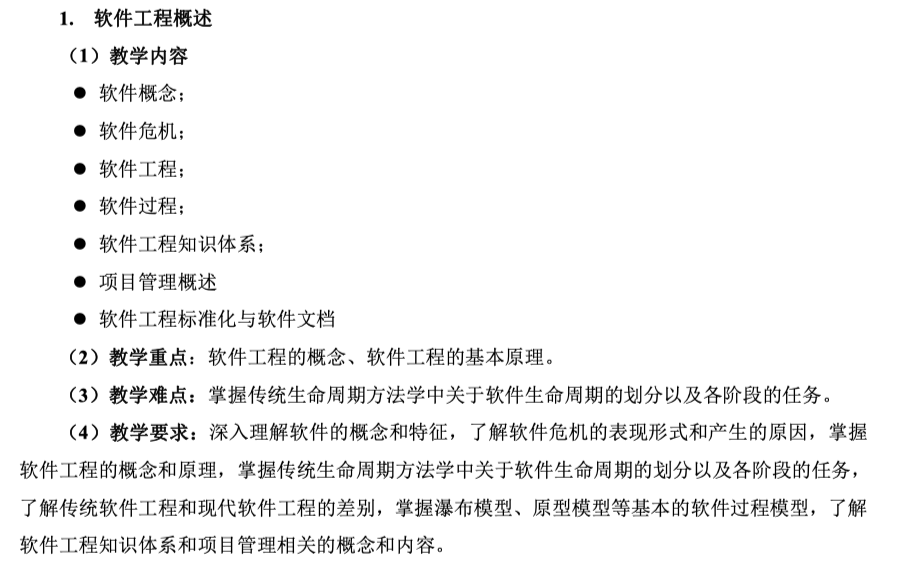 1. 软件工程概述
（1）教学内容
● 软件概念；
● 软件危机；
● 软件工程；
● 软件过程；
● 软件工程知识体系；
● 项目管理概述
● 软件工程标准化与软件文档
（2）教学重点：软件工程的概念、软件工程的基本原理。
（3）教学难点：掌握传统生命周期方法学中关于软件生命周期的划分以及各阶段的任务。
（4）教学要求：深入理解软件的概念和特征，了解软件危机的表现形式和产生的原因，掌握
软件工程的概念和原理，掌握传统生命周期方法学中关于软件生命周期的划分以及各阶段的任务，
了解传统软件工程和现代软件工程的差别，掌握瀑布模型、原型模型等基本的软件过程模型，了解
软件工程知识体系和项目管理相关的概念和内容。